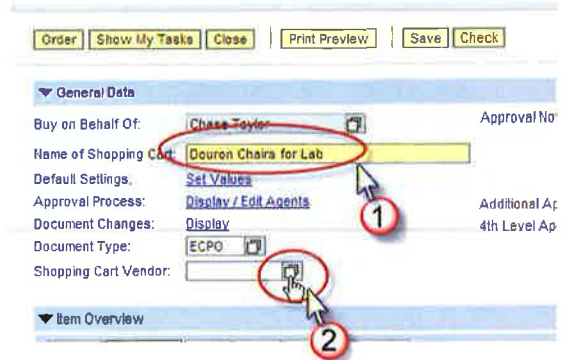 Order Show My Tasks Close Print Preview Save Check
General Data
Buy on Behalf Of: Chase Taylor
Approval No
Name of Shopping Cart: Douron Chairs for Lab
Default Settings: Set Values
Approval Process: Display / Edit Agents
Additional Ap
Document Changes: Display
4th Level Ap
Document Type: ECPO
Shopping Cart Vendor:
Item Overview
1
2